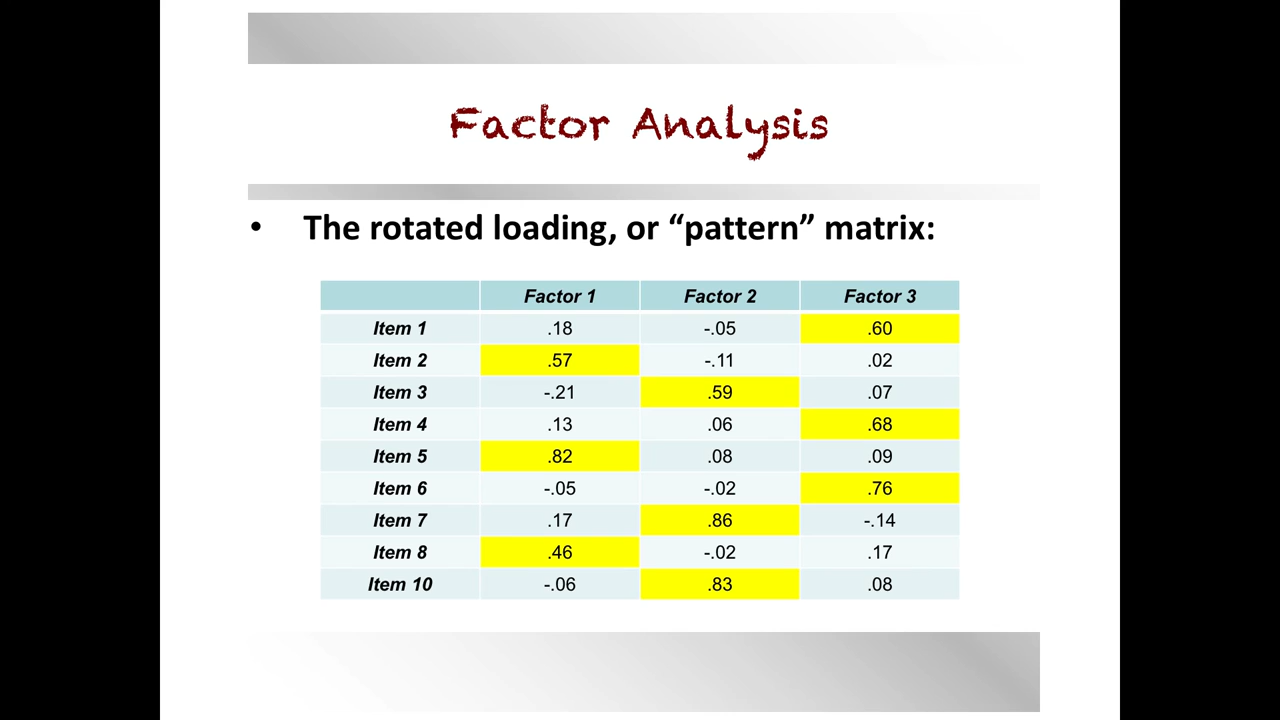 Factor Analysis
• The rotated loading, or “pattern” matrix:
Factor 1 Factor 2 Factor 3
Item 1 .18 -.05 .60
Item 2 .57 -.11 .02
Item 3 -.21 .59 .07
Item 4 .13 .06 .68
Item 5 .82 .08 .09
Item 6 -.05 -.02 .76
Item 7 .17 .86 -.14
Item 8 .46 -.02 .17
Item 10 -.06 .83 .08